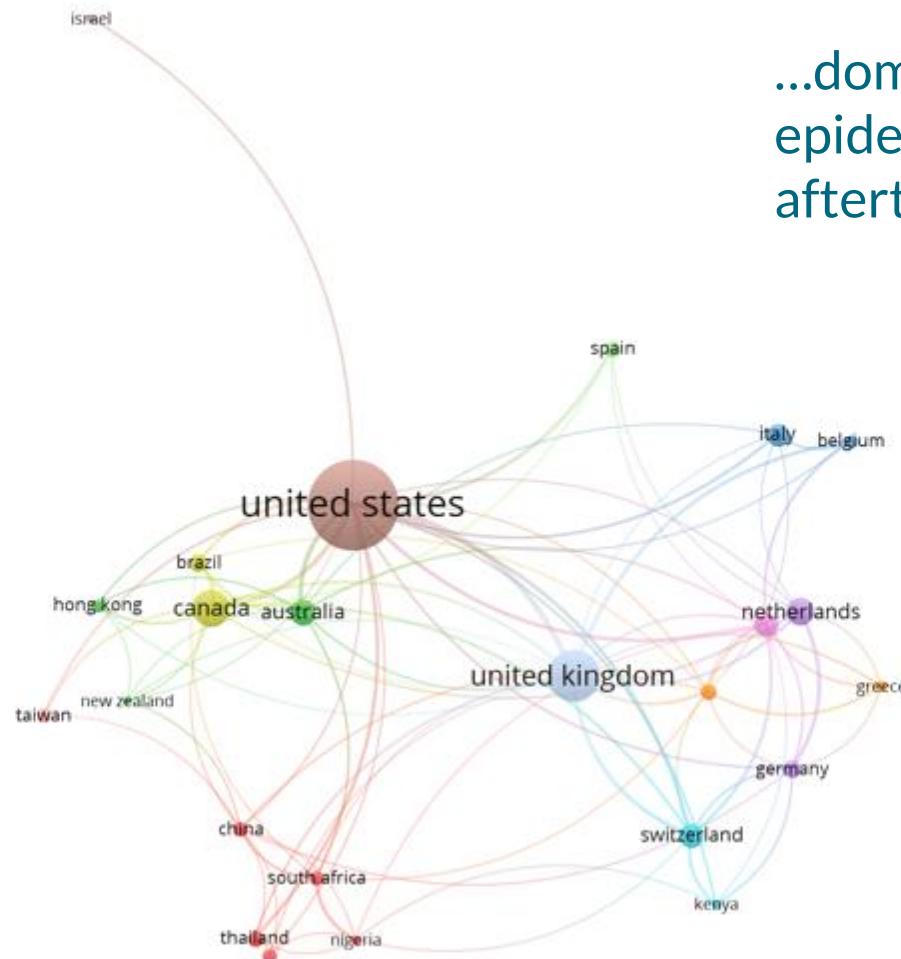 israel
…dom
epide
aftert
spain
italy
belgium
united states
brazil
hong kong
canada
australia
netherlands
united kingdom
new zealand
greece
taiwan
germany
china
switzerland
south africa
kenya
thailand
nigeria